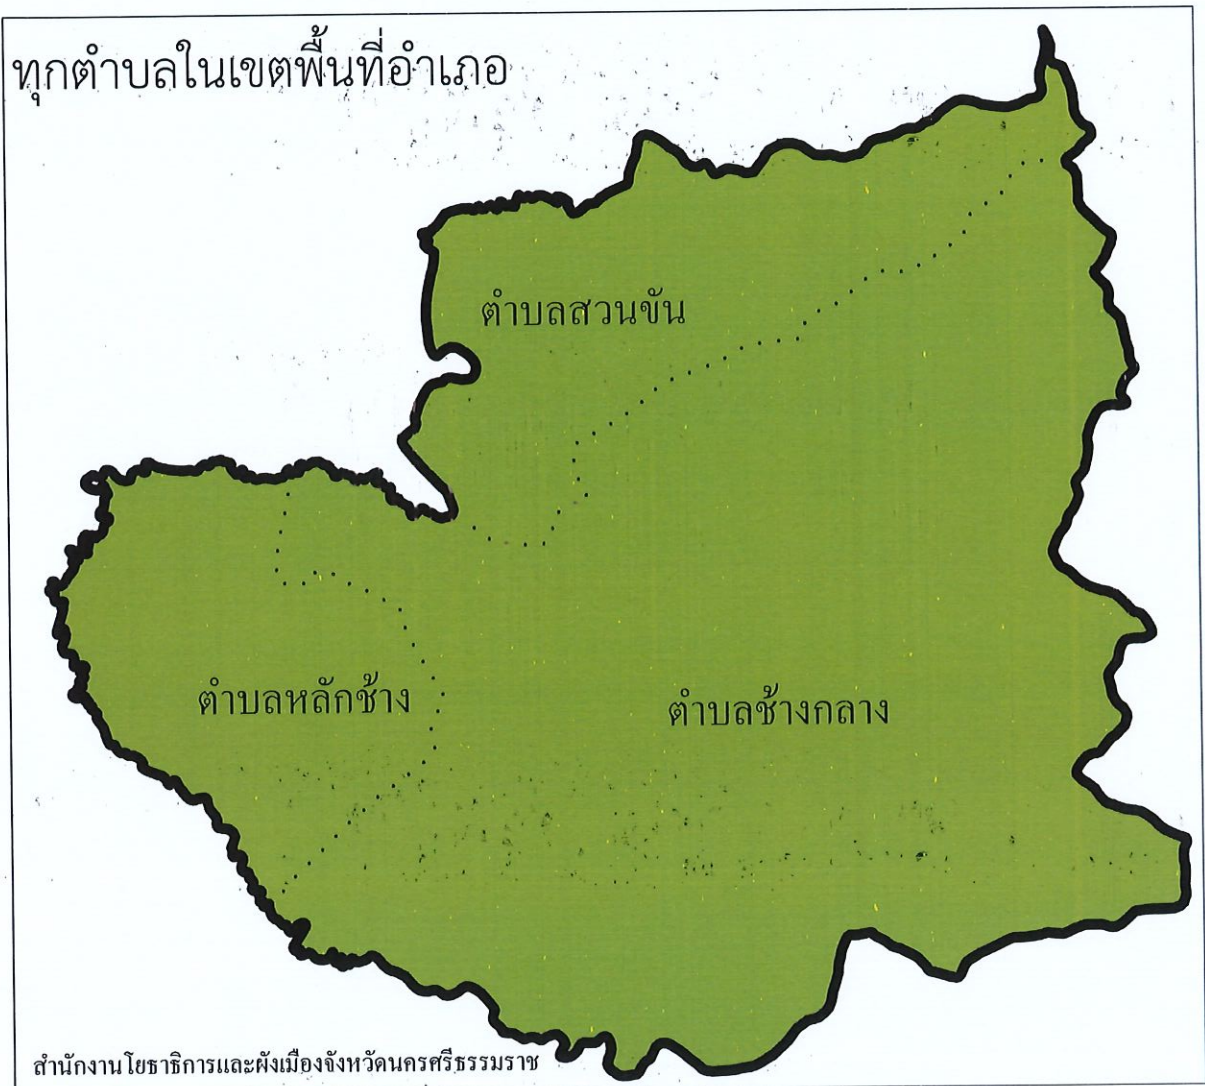 ทุกตำบลในเขตพื้นที่อำเภอ
ตำบลสวนขัน
ตำบลหลักช้าง
ตำบลช้างกลาง
สำนักงานโยธาธิการและผังเมืองจังหวัดนครศรีธรรมราช